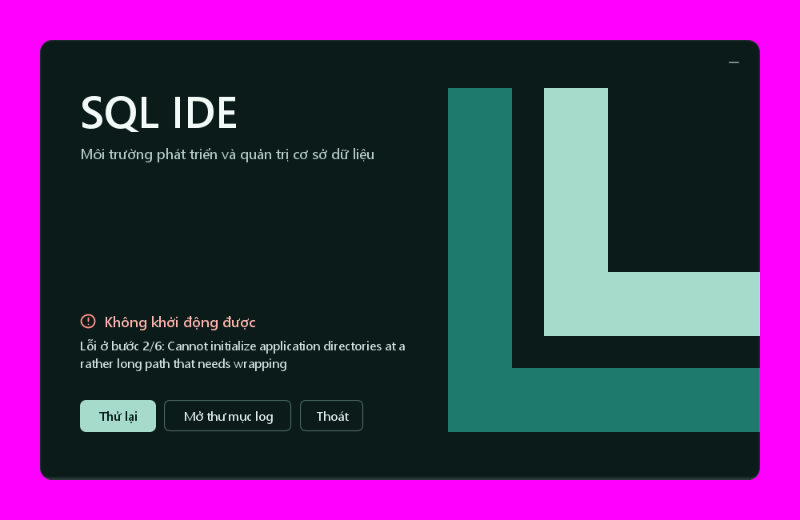 SQL IDE
Môi trường phát triển và quản trị cơ sở dữ liệu
Không khởi động được
Lỗi ở bước 2/6: Cannot initialize application directories at a
rather long path that needs wrapping
Thử lại
Mở thư mục log
Thoát